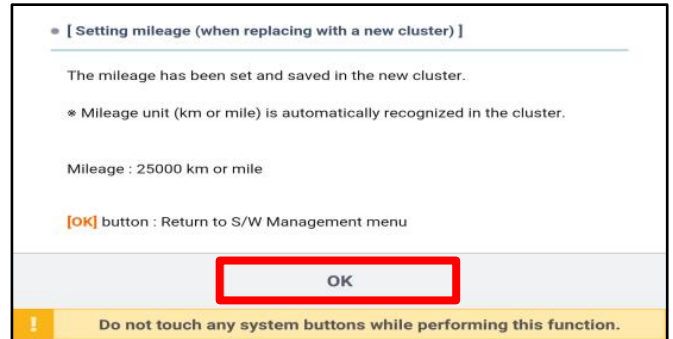 [ Setting mileage (when replacing with a new cluster) ]
The mileage has been set and saved in the new cluster.
※ Mileage unit (km or mile) is automatically recognized in the cluster.
Mileage : 25000 km or mile
[OK] button : Return to S/W Management menu
OK
! Do not touch any system buttons while performing this function.